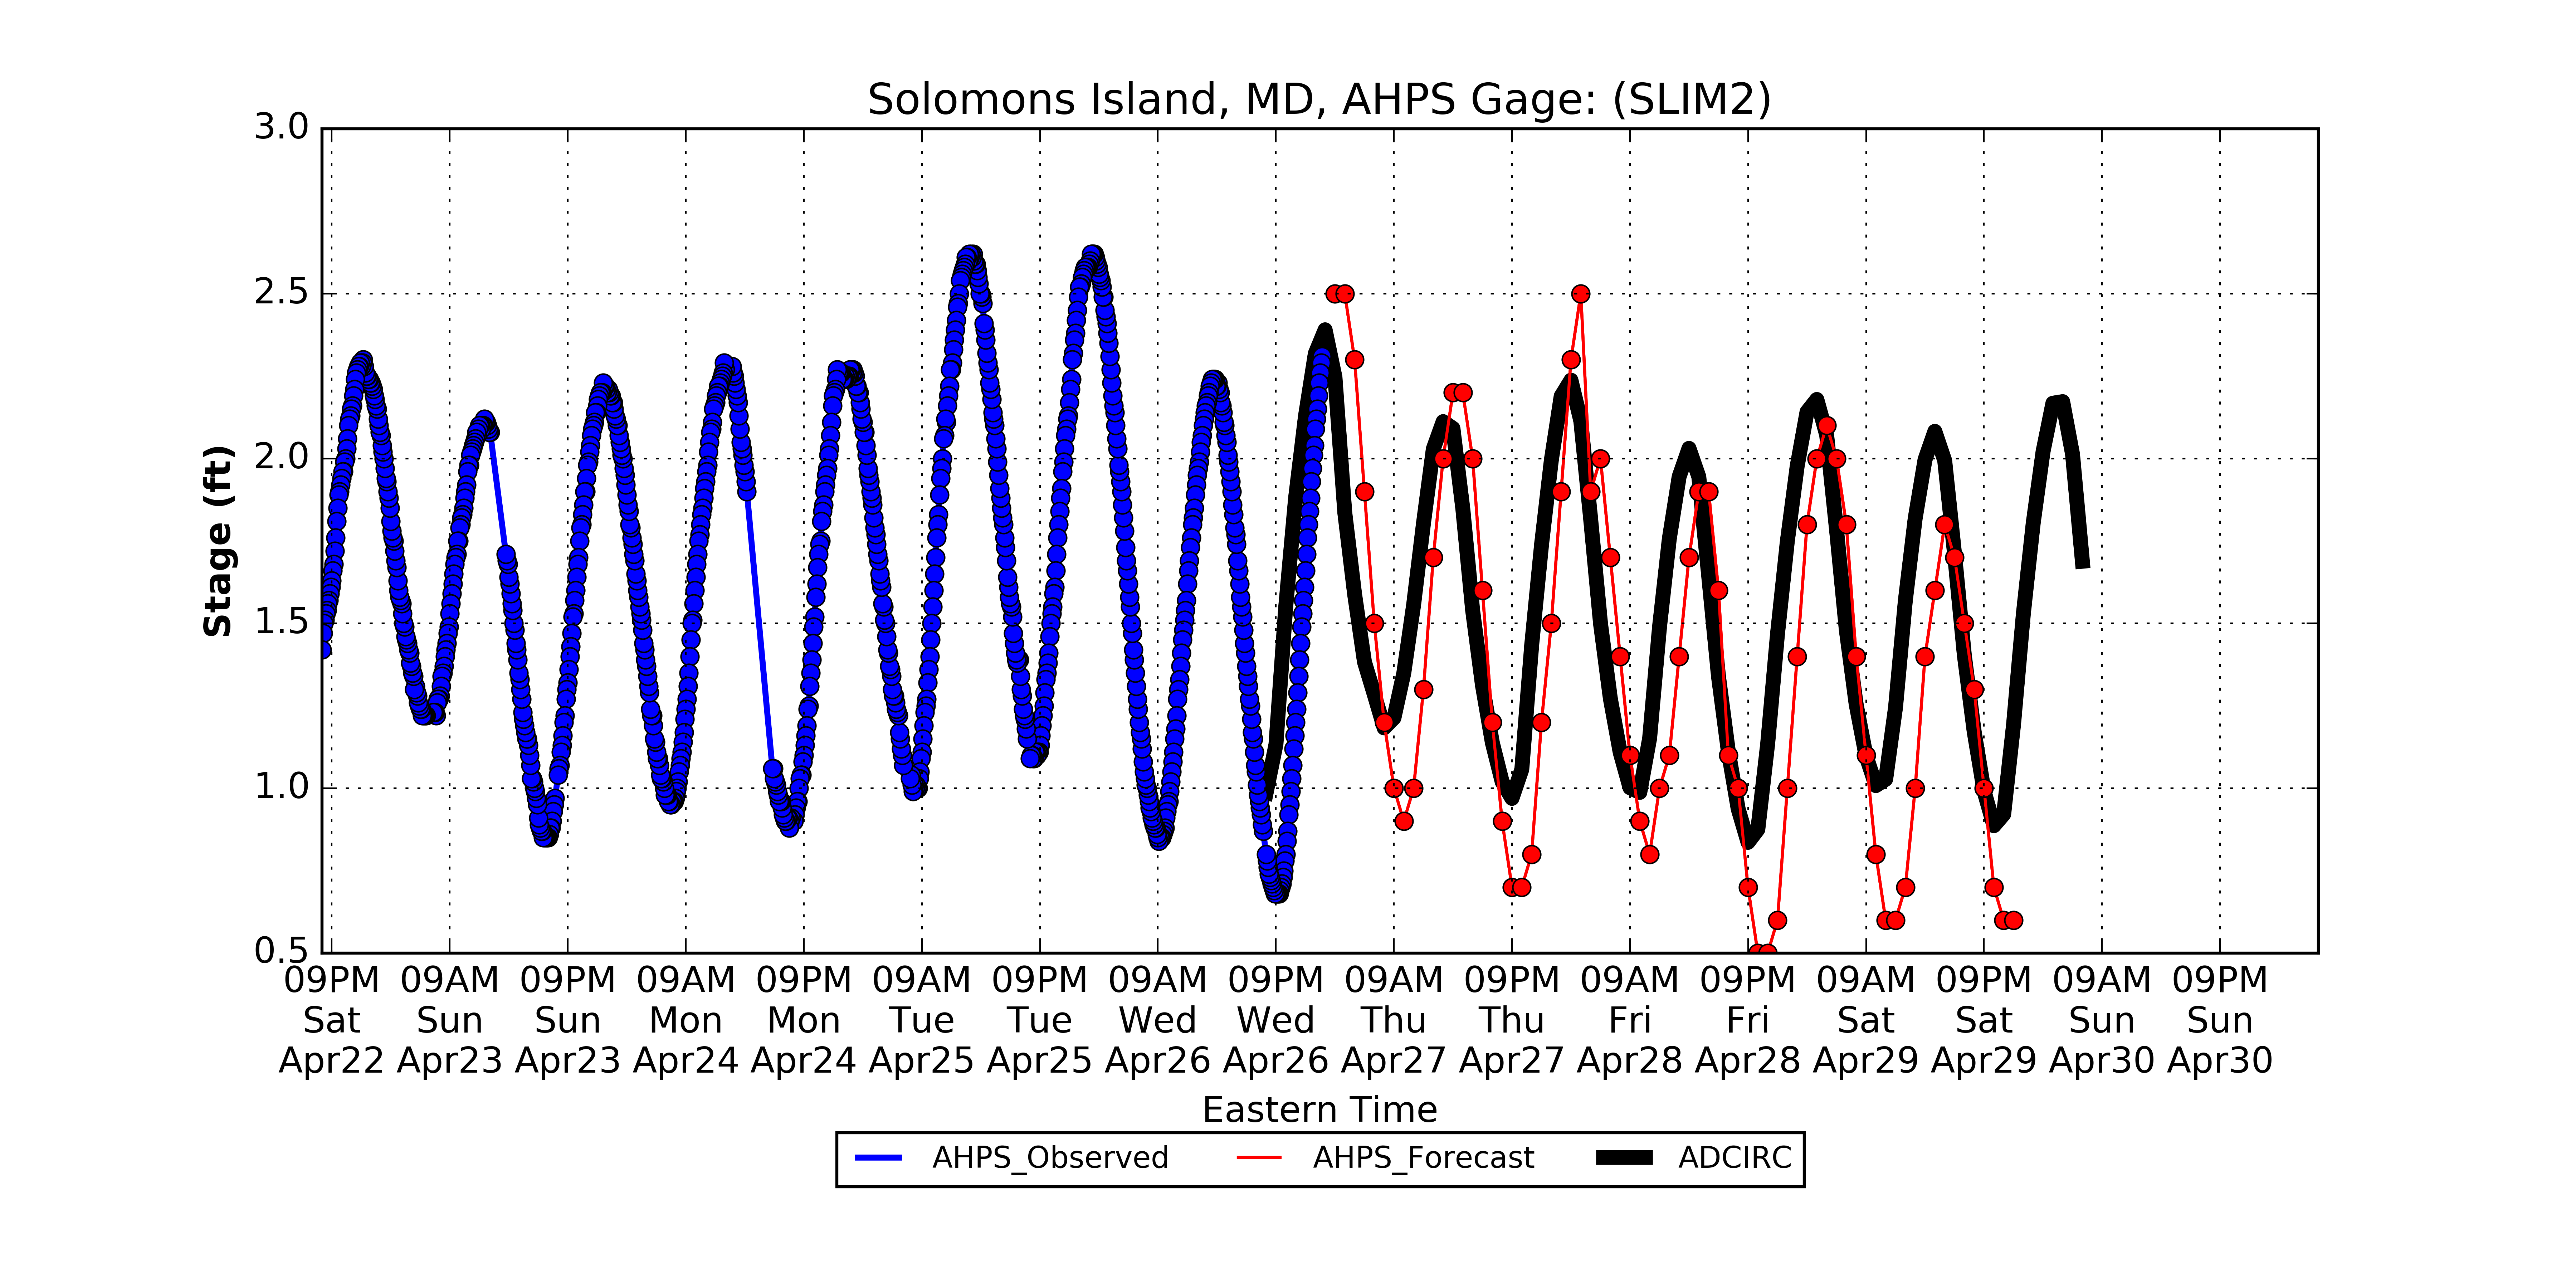 Solomons Island, MD, AHPS Gage: (SLIM2)
3.0
2.5
2.0
1.5
1.0
0.5
Stage (ft)
09PM 09AM 09PM 09AM 09PM 09AM 09PM 09AM 09PM 09AM 09PM 09AM 09PM 09AM 09PM 09AM 09PM
Sat Sun Sun Mon Mon Tue Tue Wed Wed Thu Thu Fri Fri Sat Sat Sun Sun
Apr22 Apr23 Apr23 Apr24 Apr24 Apr25 Apr25 Apr26 Apr26 Apr27 Apr27 Apr28 Apr28 Apr29 Apr29 Apr30 Apr30
Eastern Time
AHPS_Observed AHPS_Forecast ADCIRC